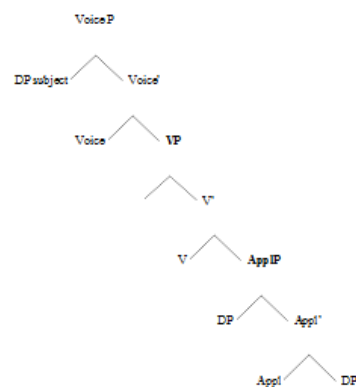 VoiceP
DP subject Voice'
Voice VP
V'
V ApplP
DP Appl'
Appl DP